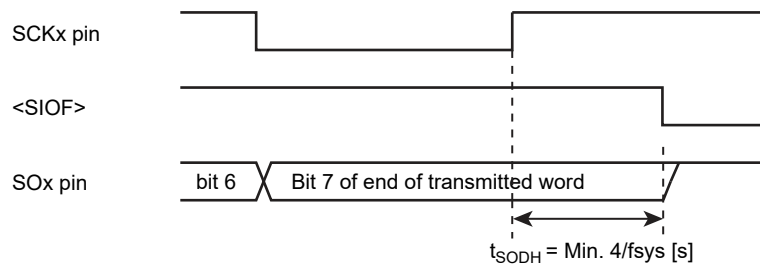 SCKx pin
<SIOF>
SOx pin
bit 6
Bit 7 of end of transmitted word
tSODH = Min. 4/fsys [s]